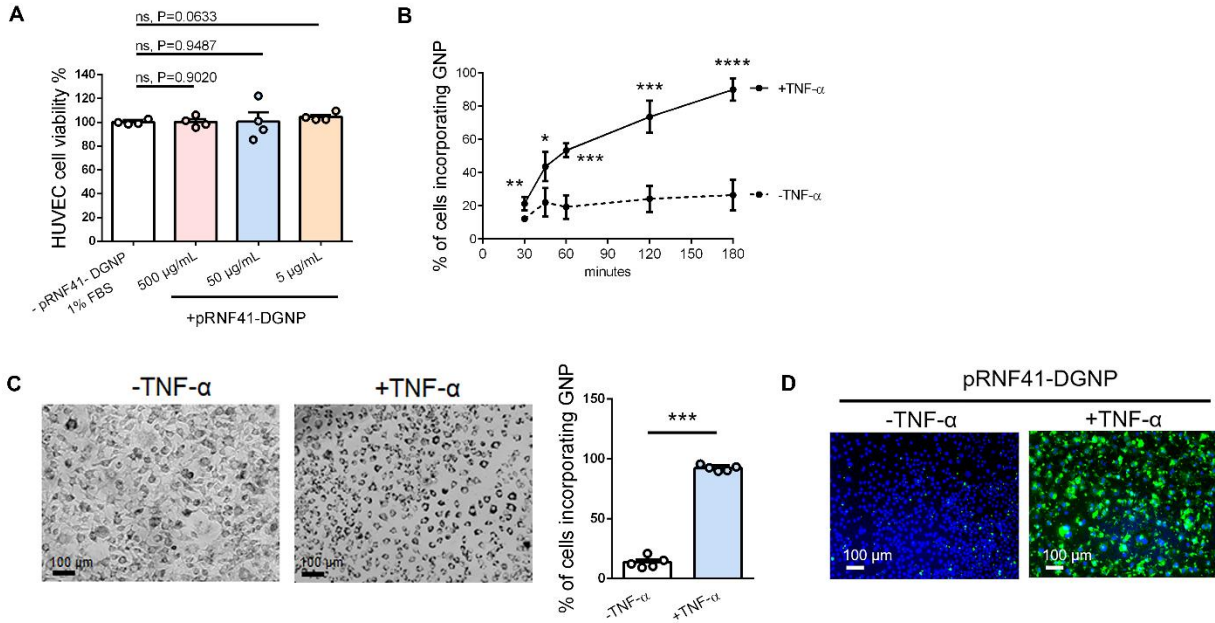 A
ns, P=0.0633
ns, P=0.9487
ns, P=0.9020
HUVEC cell viability %
140
120
100
80
60
40
20
0
- pRNF41- DGNP
1% FBS
500 µg/mL
50 µg/mL
5 µg/mL
+pRNF41-DGNP
B
% of cells incorporating GNP
100
80
60
40
20
0
0 30 60 90 120 150 180
minutes
**
*
***
***
****
+TNF-α
-TNF-α
C
-TNF-α
+TNF-α
100 µm
100 µm
% of cells incorporating GNP
150
100
50
0
***
-TNF-α
+TNF-α
D
pRNF41-DGNP
-TNF-α
+TNF-α
100 µm
100 µm